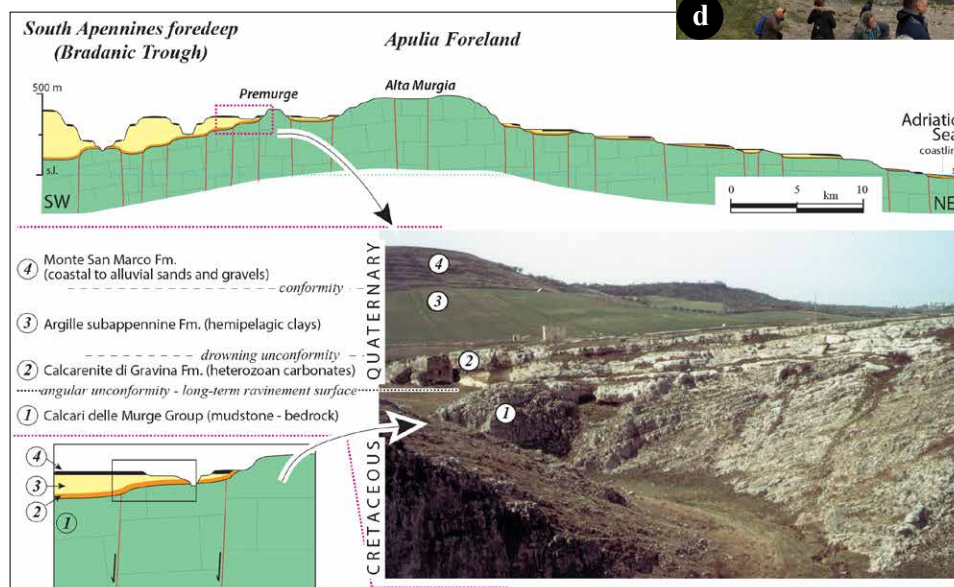 d
South Apennines foredeep
(Bradanic Trough)
Apulia Foreland
500 m
Premurge
Alta Murgia
Adriatic
Sea
coastlin
s.l.
s
SW
0 5 10
km
NE
4 Monte San Marco Fm.
(coastal to alluvial sands and gravels)
conformity
3 Argille subappennine Fm. (hemipelagic clays)
drowning unconformity
2 Calcarenite di Gravina Fm. (heterozoan carbonates)
angular unconformity - long-term ravinement surface
1 Calcari delle Murge Group (mudstone - bedrock)
QUATERNARY
CRETACEOUS
4
3
2
1
4
3
2
1